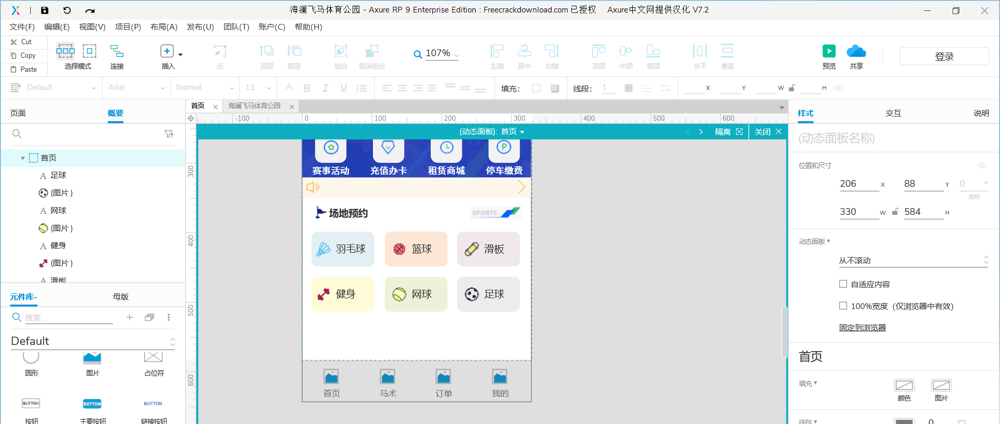 海澜飞马体育公园 - Axure RP 9 Enterprise Edition : Freecrackdownload.com 已授权 Axure中文网提供汉化 V7.2
文件(F) 编辑(E) 视图(V) 项目(P) 布局(A) 发布(U) 团队(T) 账户(C) 帮助(H)
Cut
Copy
Paste
选择模式 连接 插入 点 顶层 底层 组合 取消组合
107%
左侧 居中 右侧 顶部 中部 底部 水平 垂直
预览 共享
登录
Default Arial Normal 13
填充: 线段: 1 X Y W H
页面 概要
首页 海澜飞马体育公园
-100 0 100 200 300 400 500 600
样式 交互 说明
(动态面板): 首页
隔离 关闭
首页
足球
(图片)
网球
(图片)
健身
(图片)
滑板
元件库- 母版
搜索...
Default
圆形 图片 占位符
BUTTON BUTTON BUTTON
按钮 主要按钮 链接按钮
300
400
500
600
P
赛事活动 充值办卡 租赁商城 停车缴费
场地预约 SPORTS
羽毛球 篮球 滑板
健身 网球 足球
首页 马术 订单 我的
(动态面板名称)
位置和尺寸
206 X 88 Y 0 °
旋转
330 W 584 H
动态面板
从不滚动
自适应内容
100%宽度 (仅浏览器中有效)
固定到浏览器
首页
填充
颜色 图片
线段 0